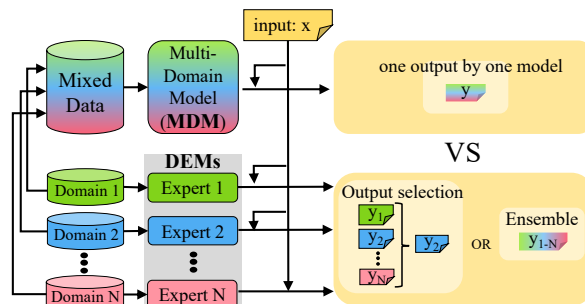 input: x
Mixed
Data
Multi-
Domain
Model
(MDM)
one output by one model
y
VS
DEMs
Domain 1
Expert 1
Domain 2
Expert 2
Domain N
Expert N
Output selection
y1
y2
yN
y2
OR
Ensemble
y1-N